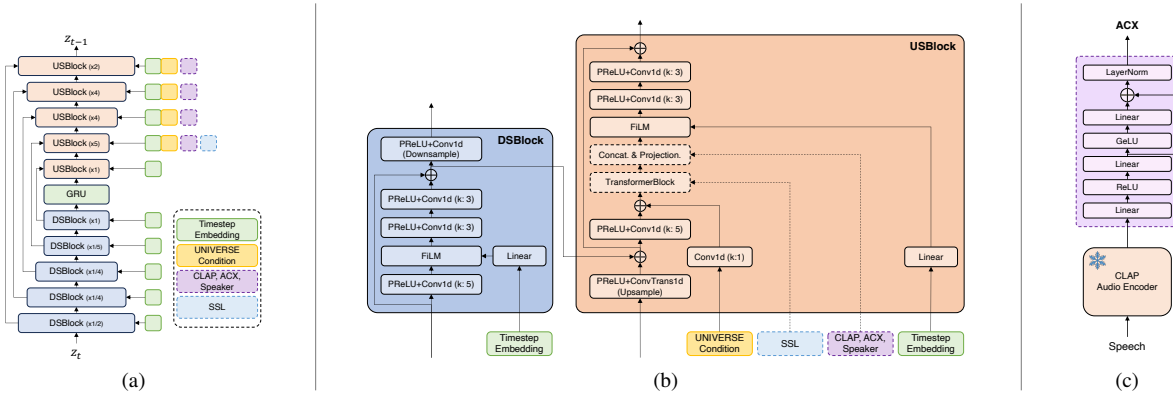 z_{t-1}
USBlock (x2)
USBlock (x4)
USBlock (x4)
USBlock (x5)
USBlock (x1)
GRU
DSBlock (x1)
DSBlock (x1/5)
DSBlock (x1/4)
DSBlock (x1/4)
DSBlock (x1/2)
z_t
Timestep
Embedding
UNIVERSE
Condition
CLAP, ACX,
Speaker
SSL
(a)
DSBlock
PReLU+Conv1d
(Downsample)
PReLU+Conv1d (k: 3)
PReLU+Conv1d (k: 3)
FiLM
Linear
PReLU+Conv1d (k: 5)
Timestep
Embedding
USBlock
PReLU+Conv1d (k: 3)
PReLU+Conv1d (k: 3)
FiLM
Concat. & Projection.
TransformerBlock
PReLU+Conv1d (k: 5)
Conv1d (k:1)
Linear
PReLU+ConvTrans1d
(Upsample)
UNIVERSE
Condition
SSL
CLAP, ACX,
Speaker
Timestep
Embedding
(b)
ACX
LayerNorm
Linear
GeLU
Linear
ReLU
Linear
CLAP
Audio Encoder
Speech
(c)